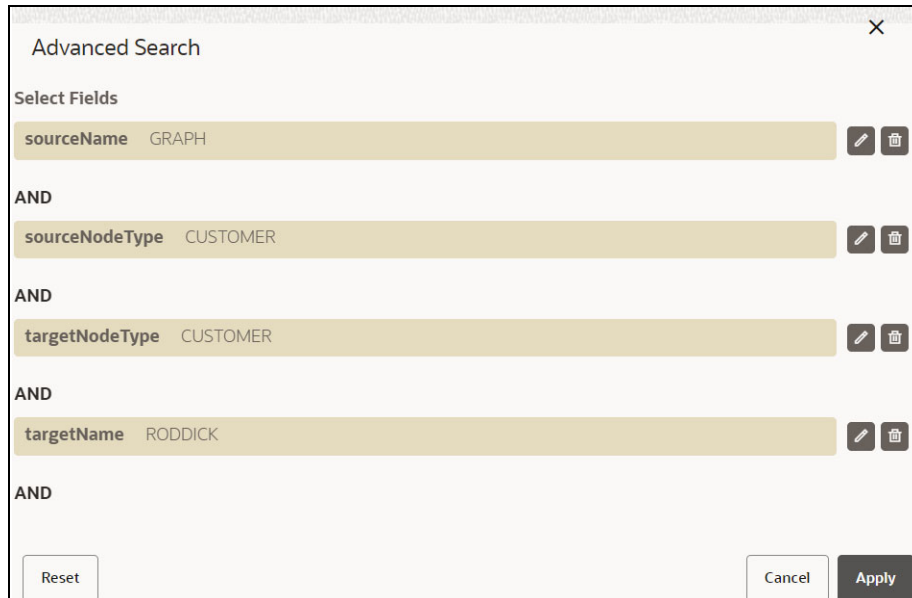 Advanced Search
Select Fields
sourceName GRAPH
AND
sourceNodeType CUSTOMER
AND
targetNodeType CUSTOMER
AND
targetName RODDICK
AND
Reset Cancel Apply